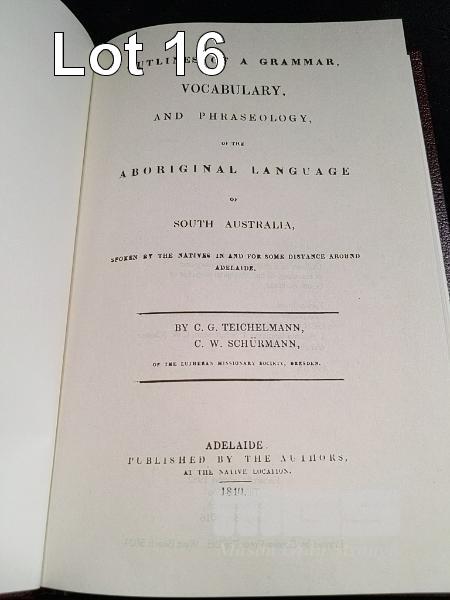 Lot 16
OUTLINES OF A GRAMMAR,
VOCABULARY,
AND PHRASEOLOGY,
OF THE
ABORIGINAL LANGUAGE
OF
SOUTH AUSTRALIA,
SPOKEN BY THE NATIVES IN AND FOR SOME DISTANCE AROUND
ADELAIDE.
BY C. G. TEICHELMANN,
C. W. SCHÜRMANN,
OF THE LUTHERAN MISSIONARY SOCIETY, DRESDEN.
ADELAIDE.
PUBLISHED BY THE AUTHORS,
AT THE NATIVE LOCATION.
1840.